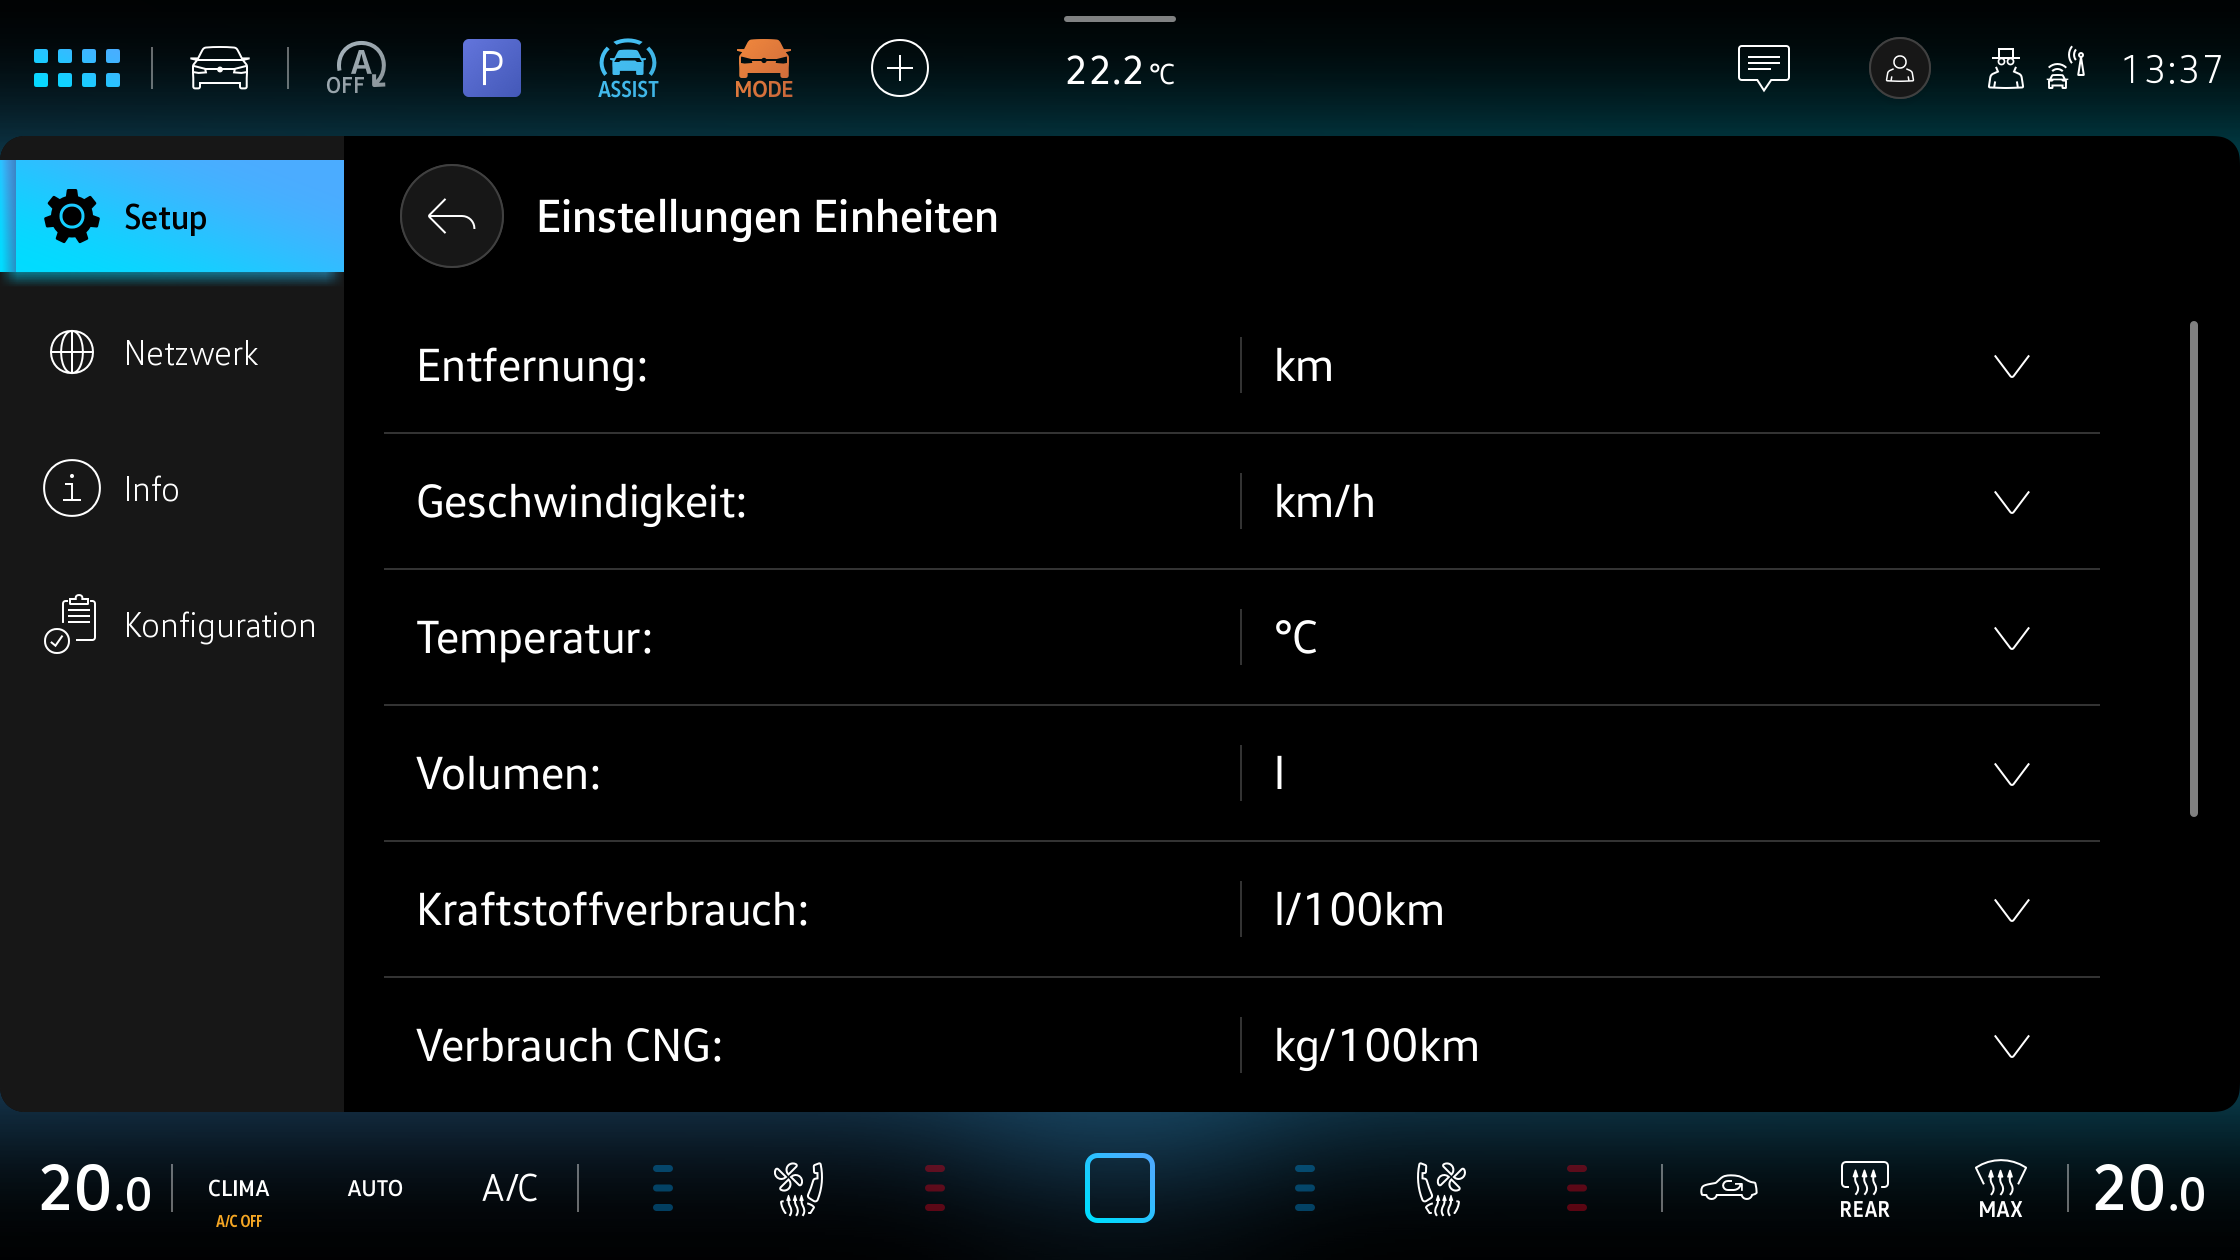 A
OFF
P
ASSIST
MODE
22.2 °C
13:37
Setup
Netzwerk
Info
Konfiguration
Einstellungen Einheiten
Entfernung: km
Geschwindigkeit: km/h
Temperatur: °C
Volumen: l
Kraftstoffverbrauch: l/100km
Verbrauch CNG: kg/100km
20.0
CLIMA
A/C OFF
AUTO
A/C
REAR
MAX
20.0